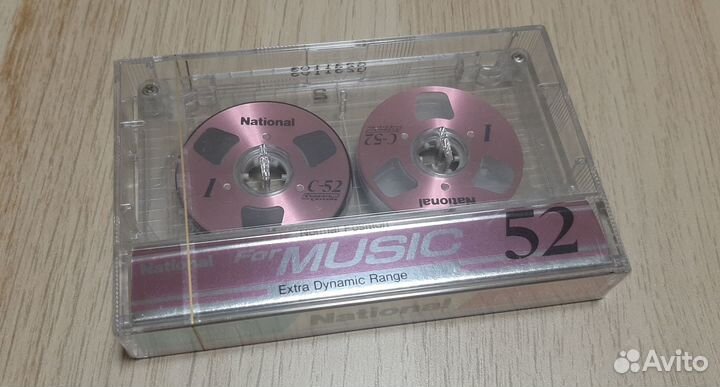 National
1
C-52
1
C-52
National
Normal Position
National For MUSIC 52
Extra Dynamic Range
National
Avito